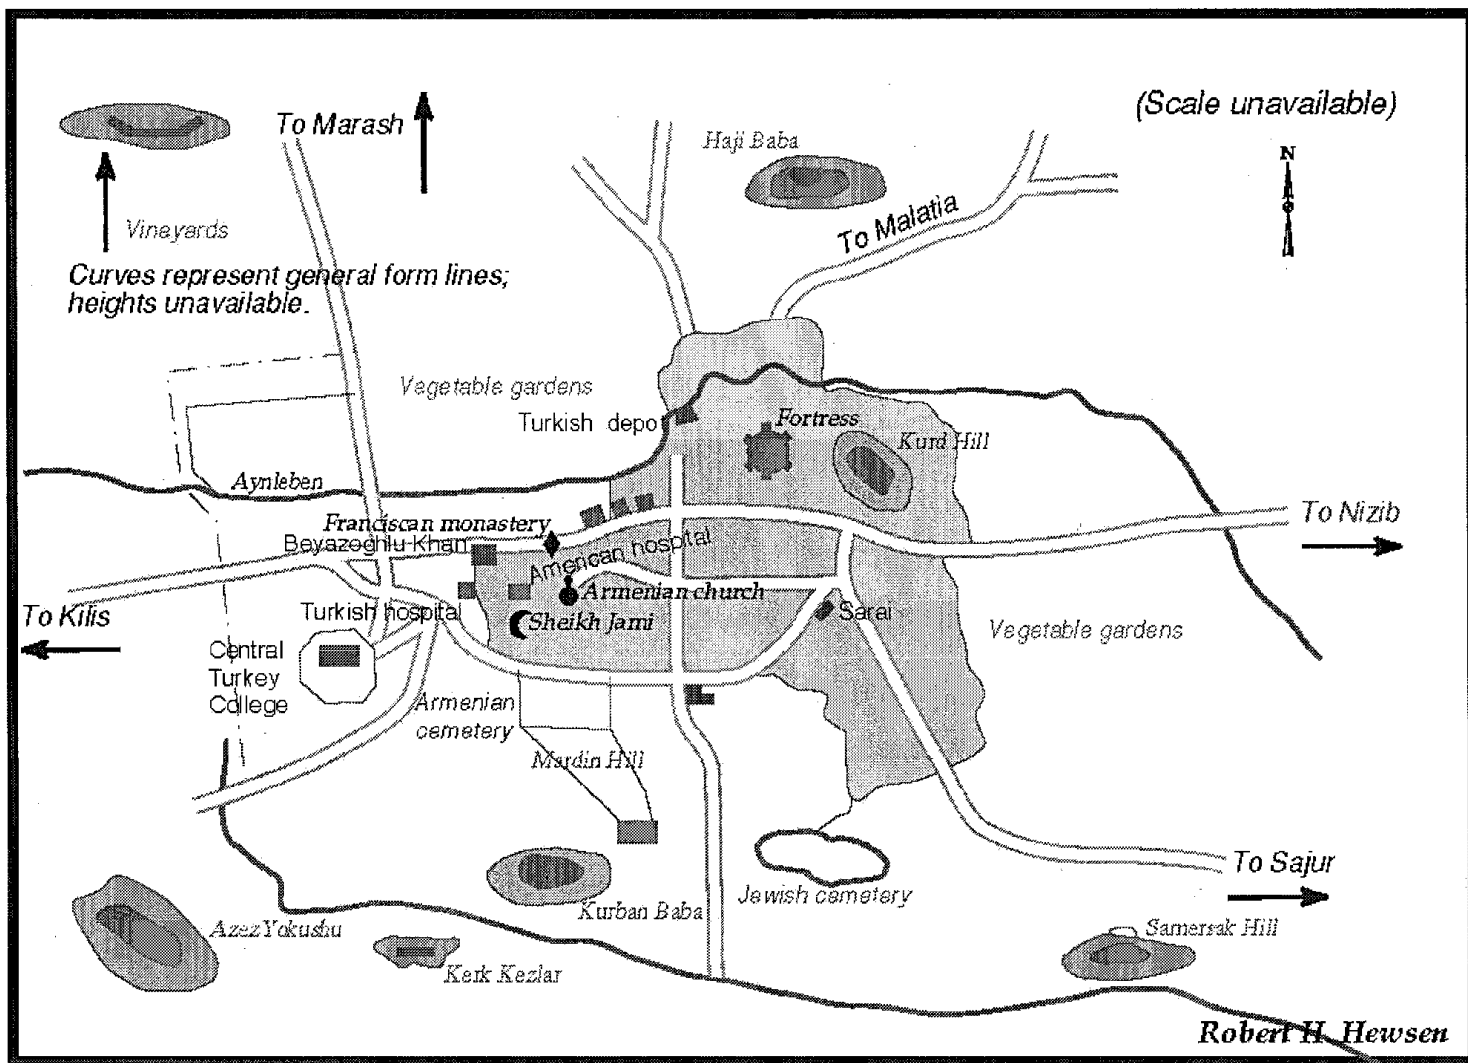 (Scale unavailable)
N
To Marash
Haji Baba
To Malatia
Vineyards
Curves represent general form lines;
heights unavailable.
Vegetable gardens
Turkish depot
Fortress
Kurd Hill
Aynleben
Franciscan monastery
Beyazoghlu Khan
American hospital
To Nizib
Armenian church
To Kilis
Turkish hospital
Sheikh Jami
Sarai
Vegetable gardens
Central
Turkey
College
Armenian
cemetery
Mardin Hill
To Sajur
Jewish cemetery
Kurban Baba
Azez Yokushu
Kerk Kezlar
Samersak Hill
Robert H. Hewsen